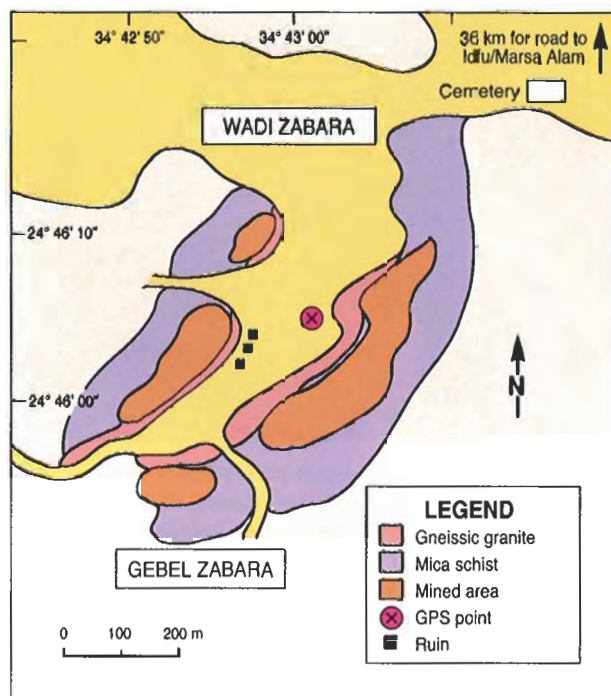 34° 42' 50"
34° 43' 00"
36 km for road to
Idfu/Marsa Alam
Cemetery
WADI ZABARA
24° 46' 10"
24° 46' 00"
N
GEBEL ZABARA
0 100 200 m
LEGEND
Gneissic granite
Mica schist
Mined area
GPS point
Ruin